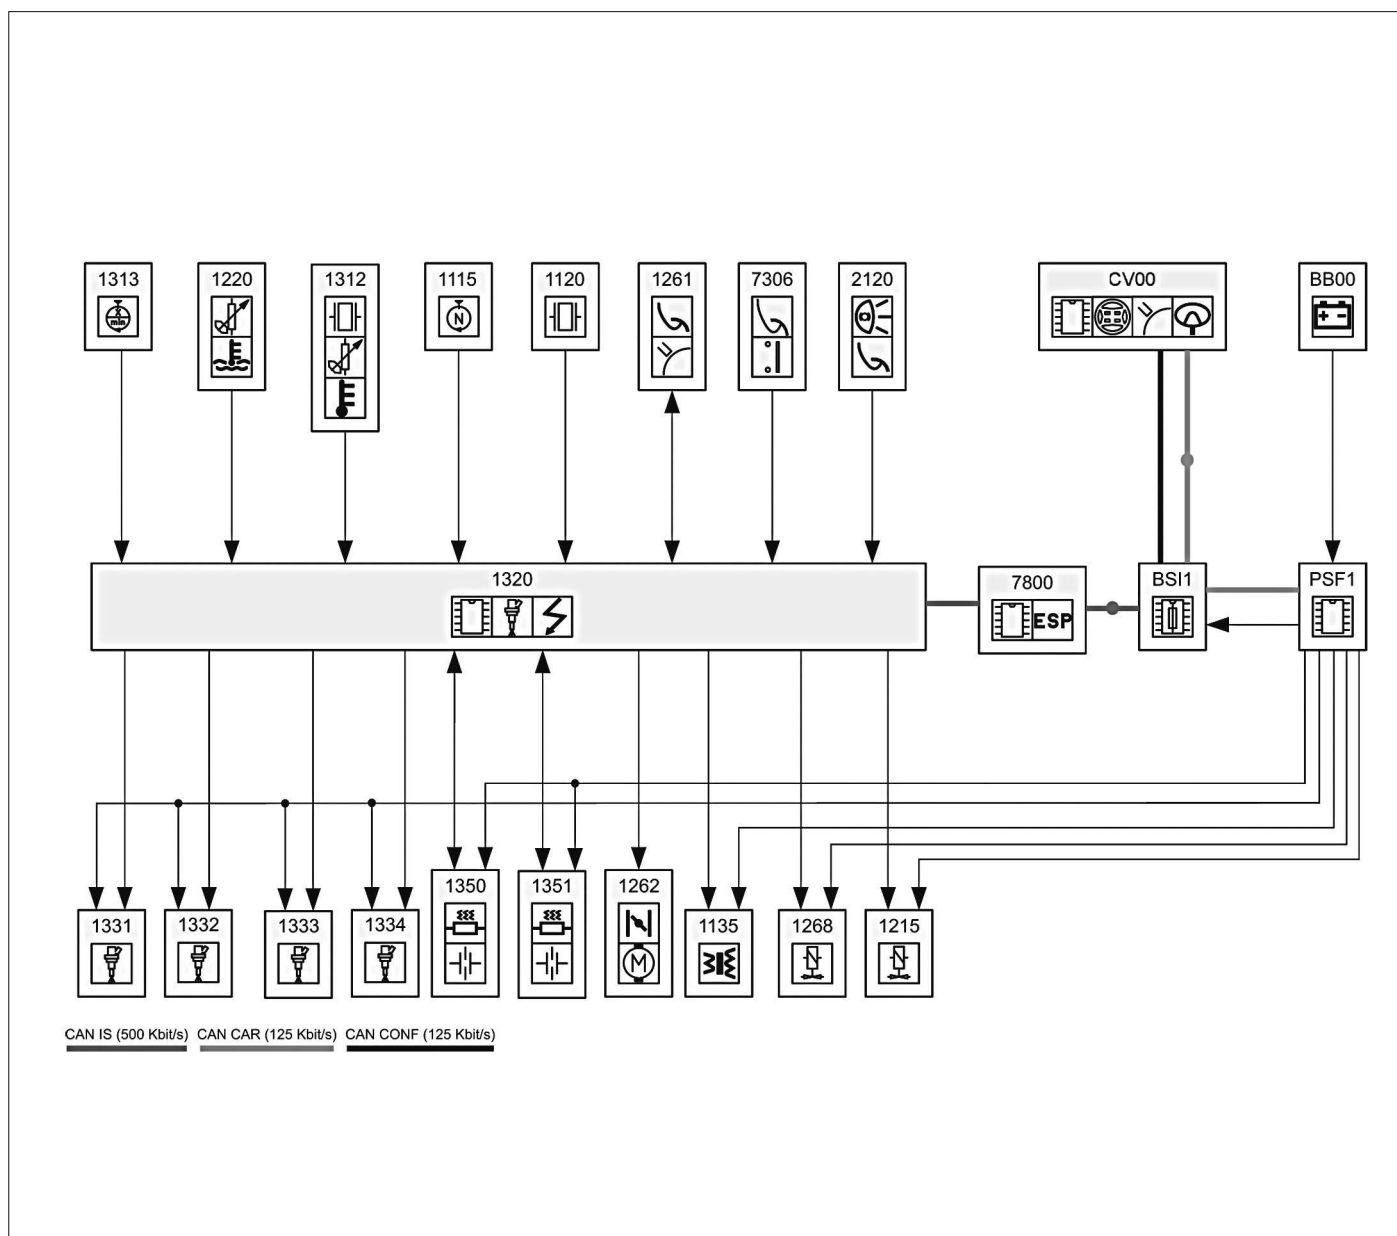 1313 1220 1312 1115 1120 1261 7306 2120 CV00 BB00
min
N
+ -
1320 7800 BSI1 PSF1
ESP
1350 1351 1262
1331 1332 1333 1334 1135 1268 1215
M
CAN IS (500 Kbit/s) CAN CAR (125 Kbit/s) CAN CONF (125 Kbit/s)